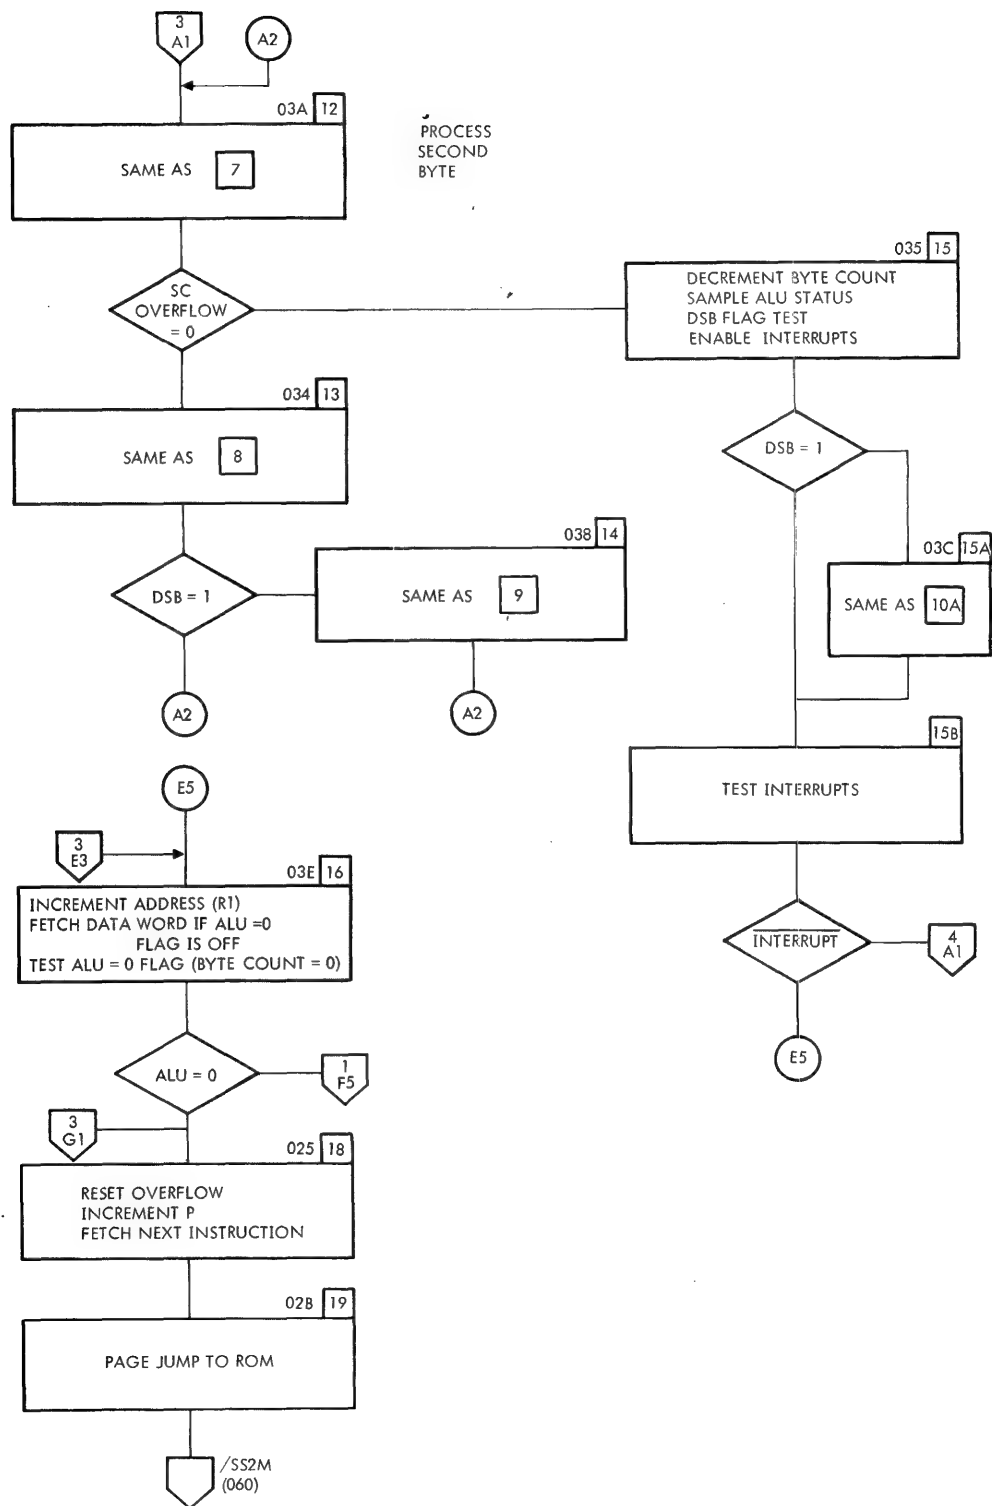 3
A1
A2
03A 12
SAME AS 7
PROCESS
SECOND
BYTE
SC
OVERFLOW
= 0
035 15
DECREMENT BYTE COUNT
SAMPLE ALU STATUS
DSB FLAG TEST
ENABLE INTERRUPTS
034 13
SAME AS 8
DSB = 1
038 14
SAME AS 9
DSB = 1
03C 15A
SAME AS 10A
A2
A2
15B
TEST INTERRUPTS
E5
3
E3
03E 16
INCREMENT ADDRESS (R1)
FETCH DATA WORD IF ALU =0
FLAG IS OFF
TEST ALU = 0 FLAG (BYTE COUNT = 0)
INTERRUPT
4
A1
E5
ALU = 0
1
F5
3
G1
025 18
RESET OVERFLOW
INCREMENT P
FETCH NEXT INSTRUCTION
02B 19
PAGE JUMP TO ROM
/SS2M
(060)